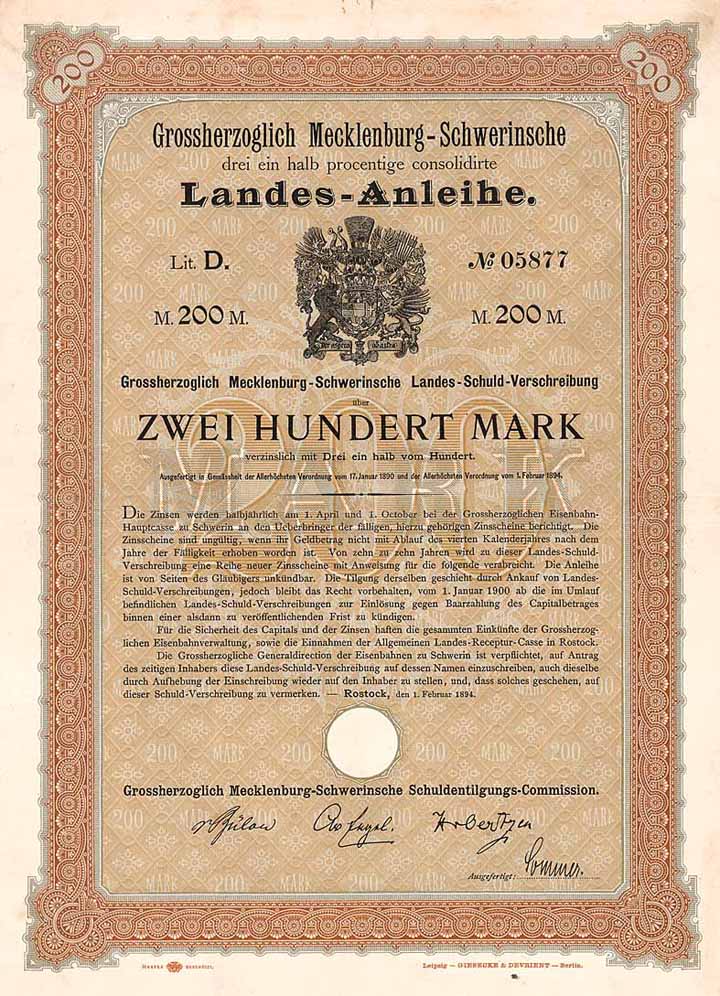 200
200
Grossherzoglich Mecklenburg-Schwerinsche
drei ein halb procentige consolidirte
Landes-Anleihe.
Lit. D.
№ 05877
M. 200 M.
M. 200 M.
Grossherzoglich Mecklenburg-Schwerinsche Landes-Schuld-Verschreibung
über
ZWEI HUNDERT MARK
verzinslich mit Drei ein halb vom Hundert.
Ausgefertigt in Gemässheit der Allerhöchsten Verordnung vom 17. Januar 1890 und der Allerhöchsten Verordnung vom 1. Februar 1894.
Die Zinsen werden halbjährlich am 1. April und 1. October bei der Grossherzoglichen Eisenbahn-
Hauptcasse zu Schwerin an den Ueberbringer der fälligen, hierzu gehörigen Zinsscheine berichtigt. Die
Zinsscheine sind ungültig, wenn ihr Geldbetrag nicht mit Ablauf des vierten Kalenderjahres nach dem
Jahre der Fälligkeit erhoben worden ist. Von zehn zu zehn Jahren wird zu dieser Landes-Schuld-
Verschreibung eine Reihe neuer Zinsscheine mit Anweisung für die folgende verabreicht. Die Anleihe
ist von Seiten des Gläubigers unkündbar. Die Tilgung derselben geschieht durch Ankauf von Landes-
Schuld-Verschreibungen, jedoch bleibt das Recht vorbehalten, vom 1. Januar 1900 ab die im Umlauf
befindlichen Landes-Schuld-Verschreibungen zur Einlösung gegen Baarzahlung des Capitalbetrages
binnen einer alsdann zu veröffentlichenden Frist zu kündigen.
Für die Sicherheit des Capitals und der Zinsen haften die gesammten Einkünfte der Grossherzog-
lichen Eisenbahnverwaltung, sowie die Einnahmen der Allgemeinen Landes-Receptur-Casse in Rostock.
Die Grossherzogliche Generaldirection der Eisenbahnen zu Schwerin ist verpflichtet, auf Antrag
des zeitigen Inhabers diese Landes-Schuld-Verschreibung auf dessen Namen einzuschreiben, auch dieselbe
durch Aufhebung der Einschreibung wieder auf den Inhaber zu stellen, und, dass solches geschehen, auf
dieser Schuld-Verschreibung zu vermerken. — Rostock, den 1. Februar 1894.
Grossherzoglich Mecklenburg-Schwerinsche Schuldentilgungs-Commission.
v Bülow
Engel.
v Oertzen
Ausgefertigt: Sommer.
Leipzig — GIESECKE & DEVRIENT — Berlin.